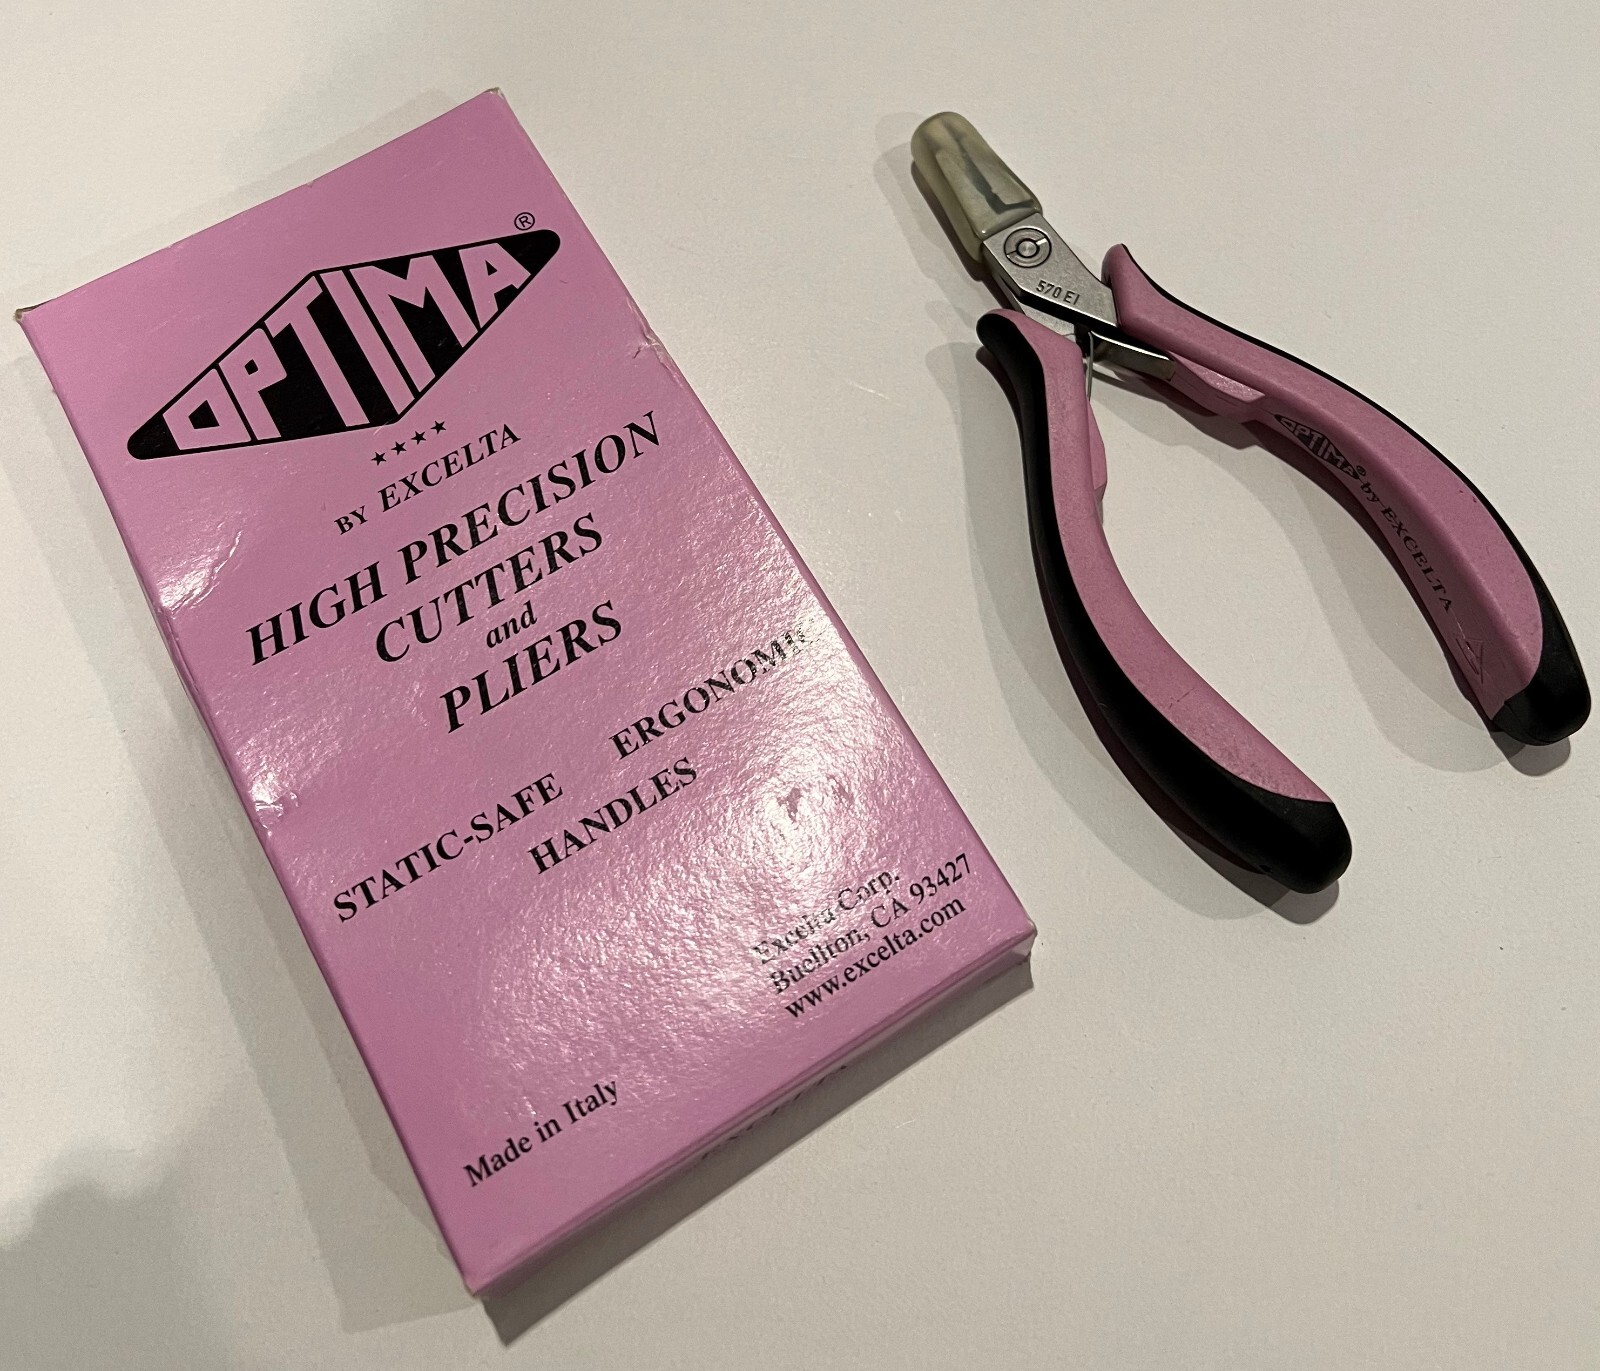 OPTIMA®
★★★★
BY EXCELTA
HIGH PRECISION
CUTTERS
and
PLIERS
STATIC-SAFE ERGONOMIC
HANDLES
Excelta Corp.
Buellton, CA 93427
www.excelta.com
Made in Italy
570 EI
OPTIMA® by EXCELTA